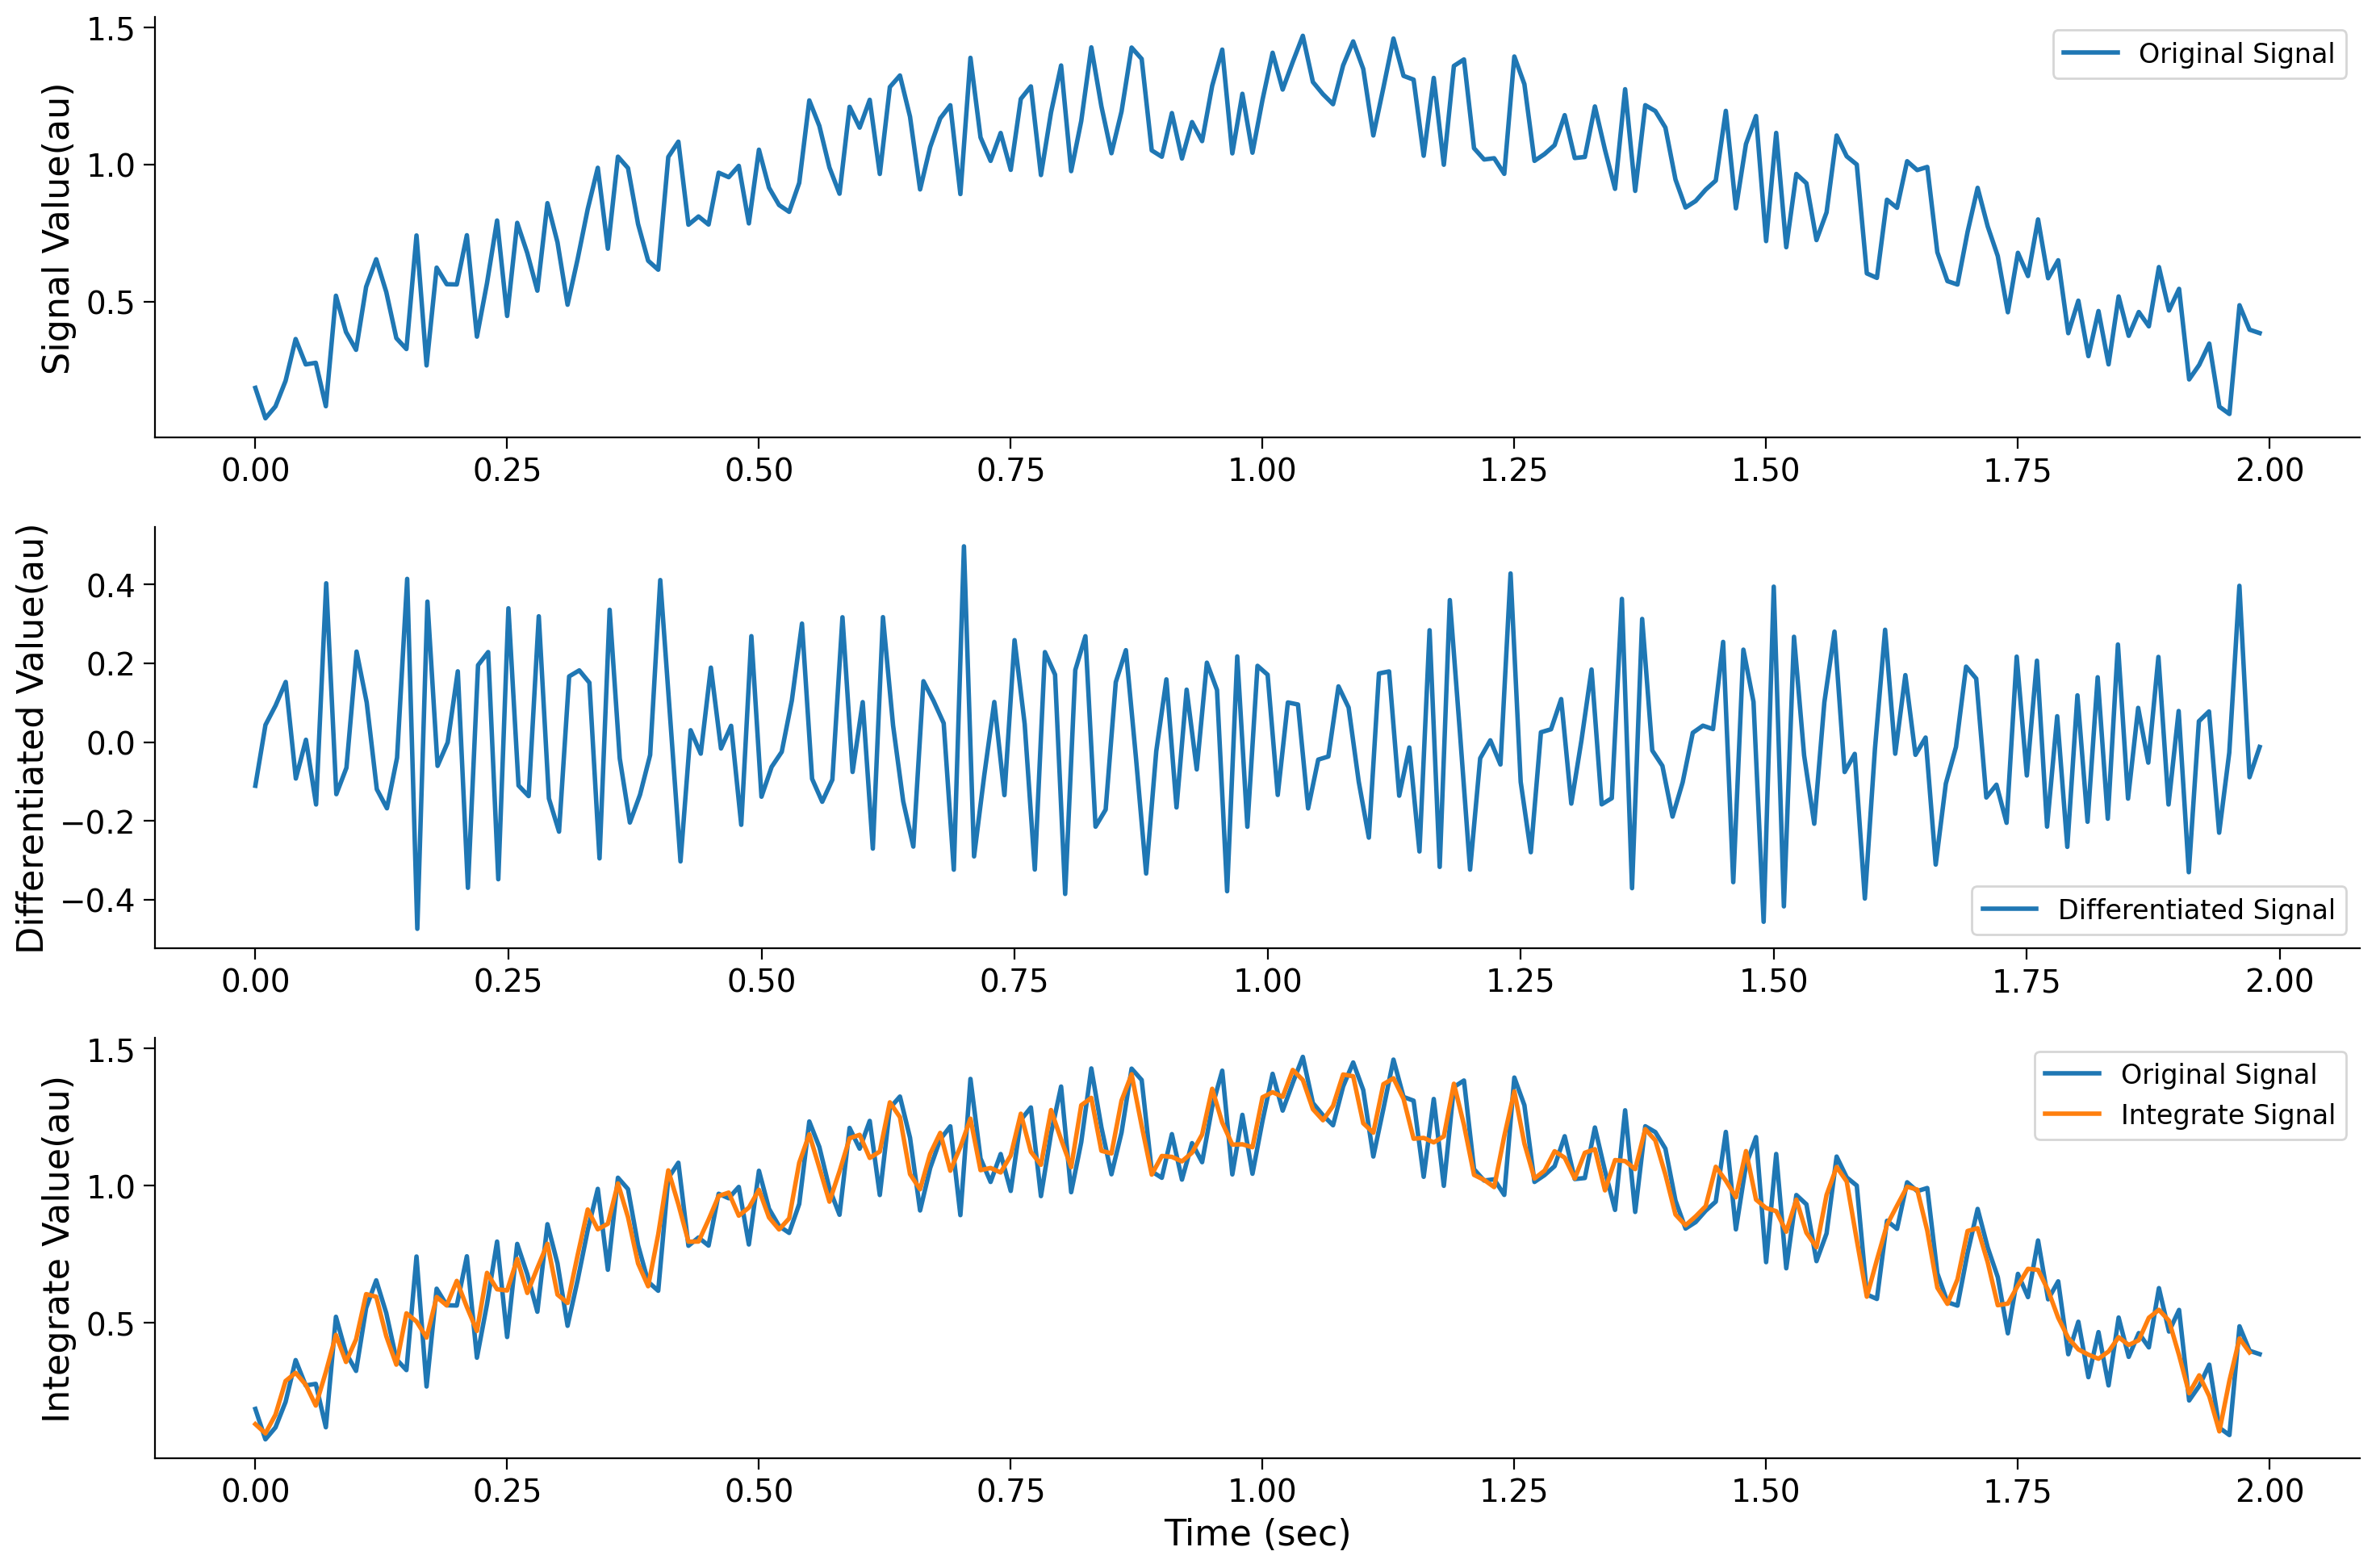 Signal Value(au)
1.5
1.0
0.5
Original Signal
0.00 0.25 0.50 0.75 1.00 1.25 1.50 1.75 2.00
Differentiated Value(au)
0.4
0.2
0.0
−0.2
−0.4
Differentiated Signal
0.00 0.25 0.50 0.75 1.00 1.25 1.50 1.75 2.00
Integrate Value(au)
1.5
1.0
0.5
Original Signal
Integrate Signal
0.00 0.25 0.50 0.75 1.00 1.25 1.50 1.75 2.00
Time (sec)